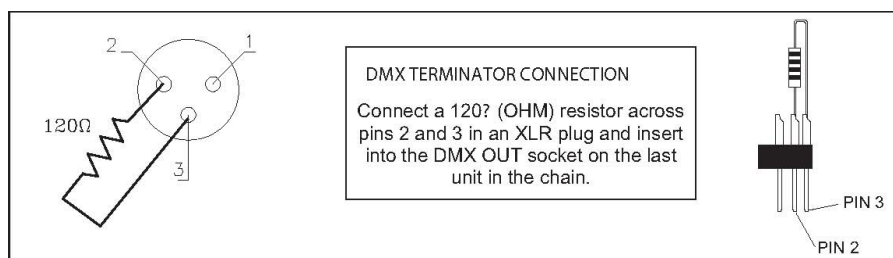 2
1
120Ω
3
DMX TERMINATOR CONNECTION
Connect a 120? (OHM) resistor across
pins 2 and 3 in an XLR plug and insert
into the DMX OUT socket on the last
unit in the chain.
PIN 3
PIN 2